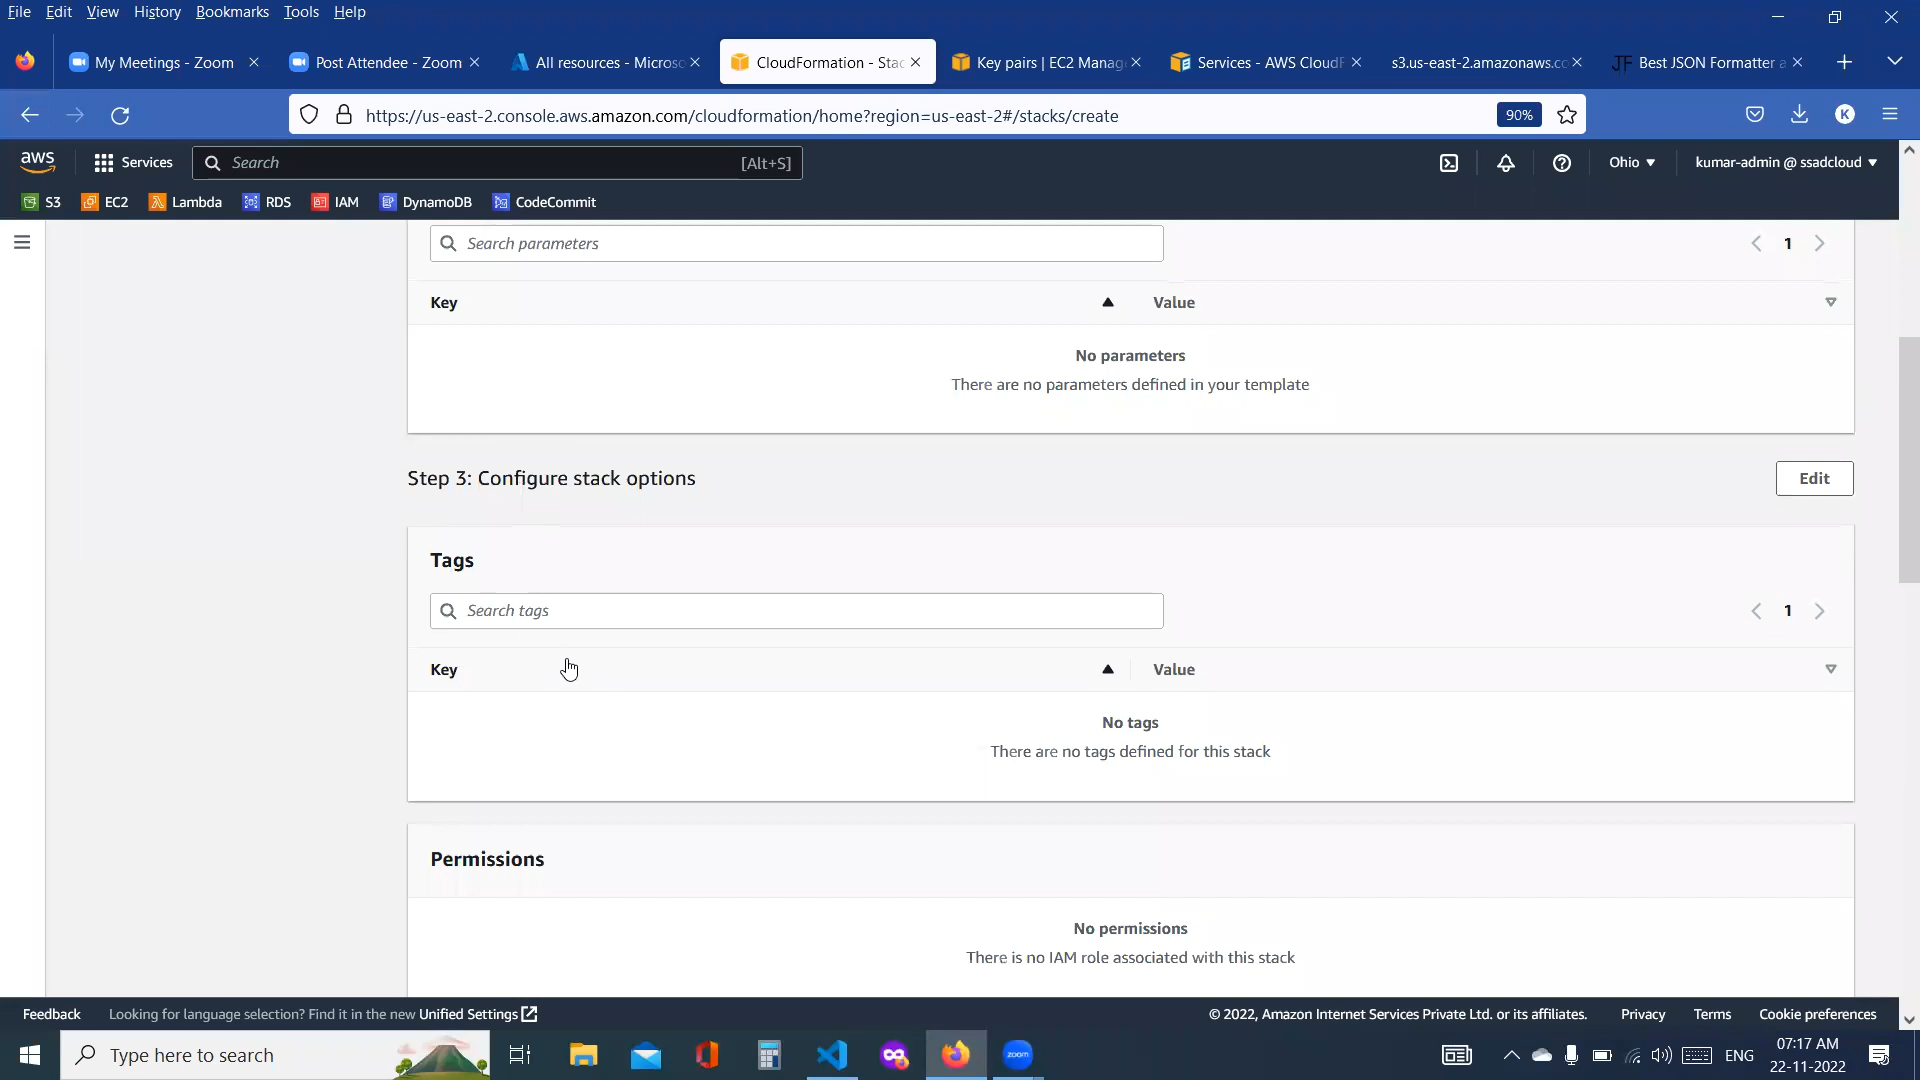 File Edit View History Bookmarks Tools Help
My Meetings - Zoom
Post Attendee - Zoom
All resources - Micros
CloudFormation - Stac
Key pairs | EC2 Manag
Services - AWS CloudF
s3.us-east-2.amazonaws.co
JF Best JSON Formatter a
https://us-east-2.console.aws.amazon.com/cloudformation/home?region=us-east-2#/stacks/create
90%
K
aws
Services
Search
[Alt+S]
Ohio
kumar-admin @ ssadcloud
S3 EC2 Lambda RDS IAM DynamoDB CodeCommit
Search parameters
1
Key
Value
No parameters
There are no parameters defined in your template
Step 3: Configure stack options
Edit
Tags
Search tags
1
Key
Value
No tags
There are no tags defined for this stack
Permissions
No permissions
There is no IAM role associated with this stack
Feedback
Looking for language selection? Find it in the new Unified Settings
© 2022, Amazon Internet Services Private Ltd. or its affiliates.
Privacy
Terms
Cookie preferences
Type here to search
zoom
ENG
07:17 AM
22-11-2022